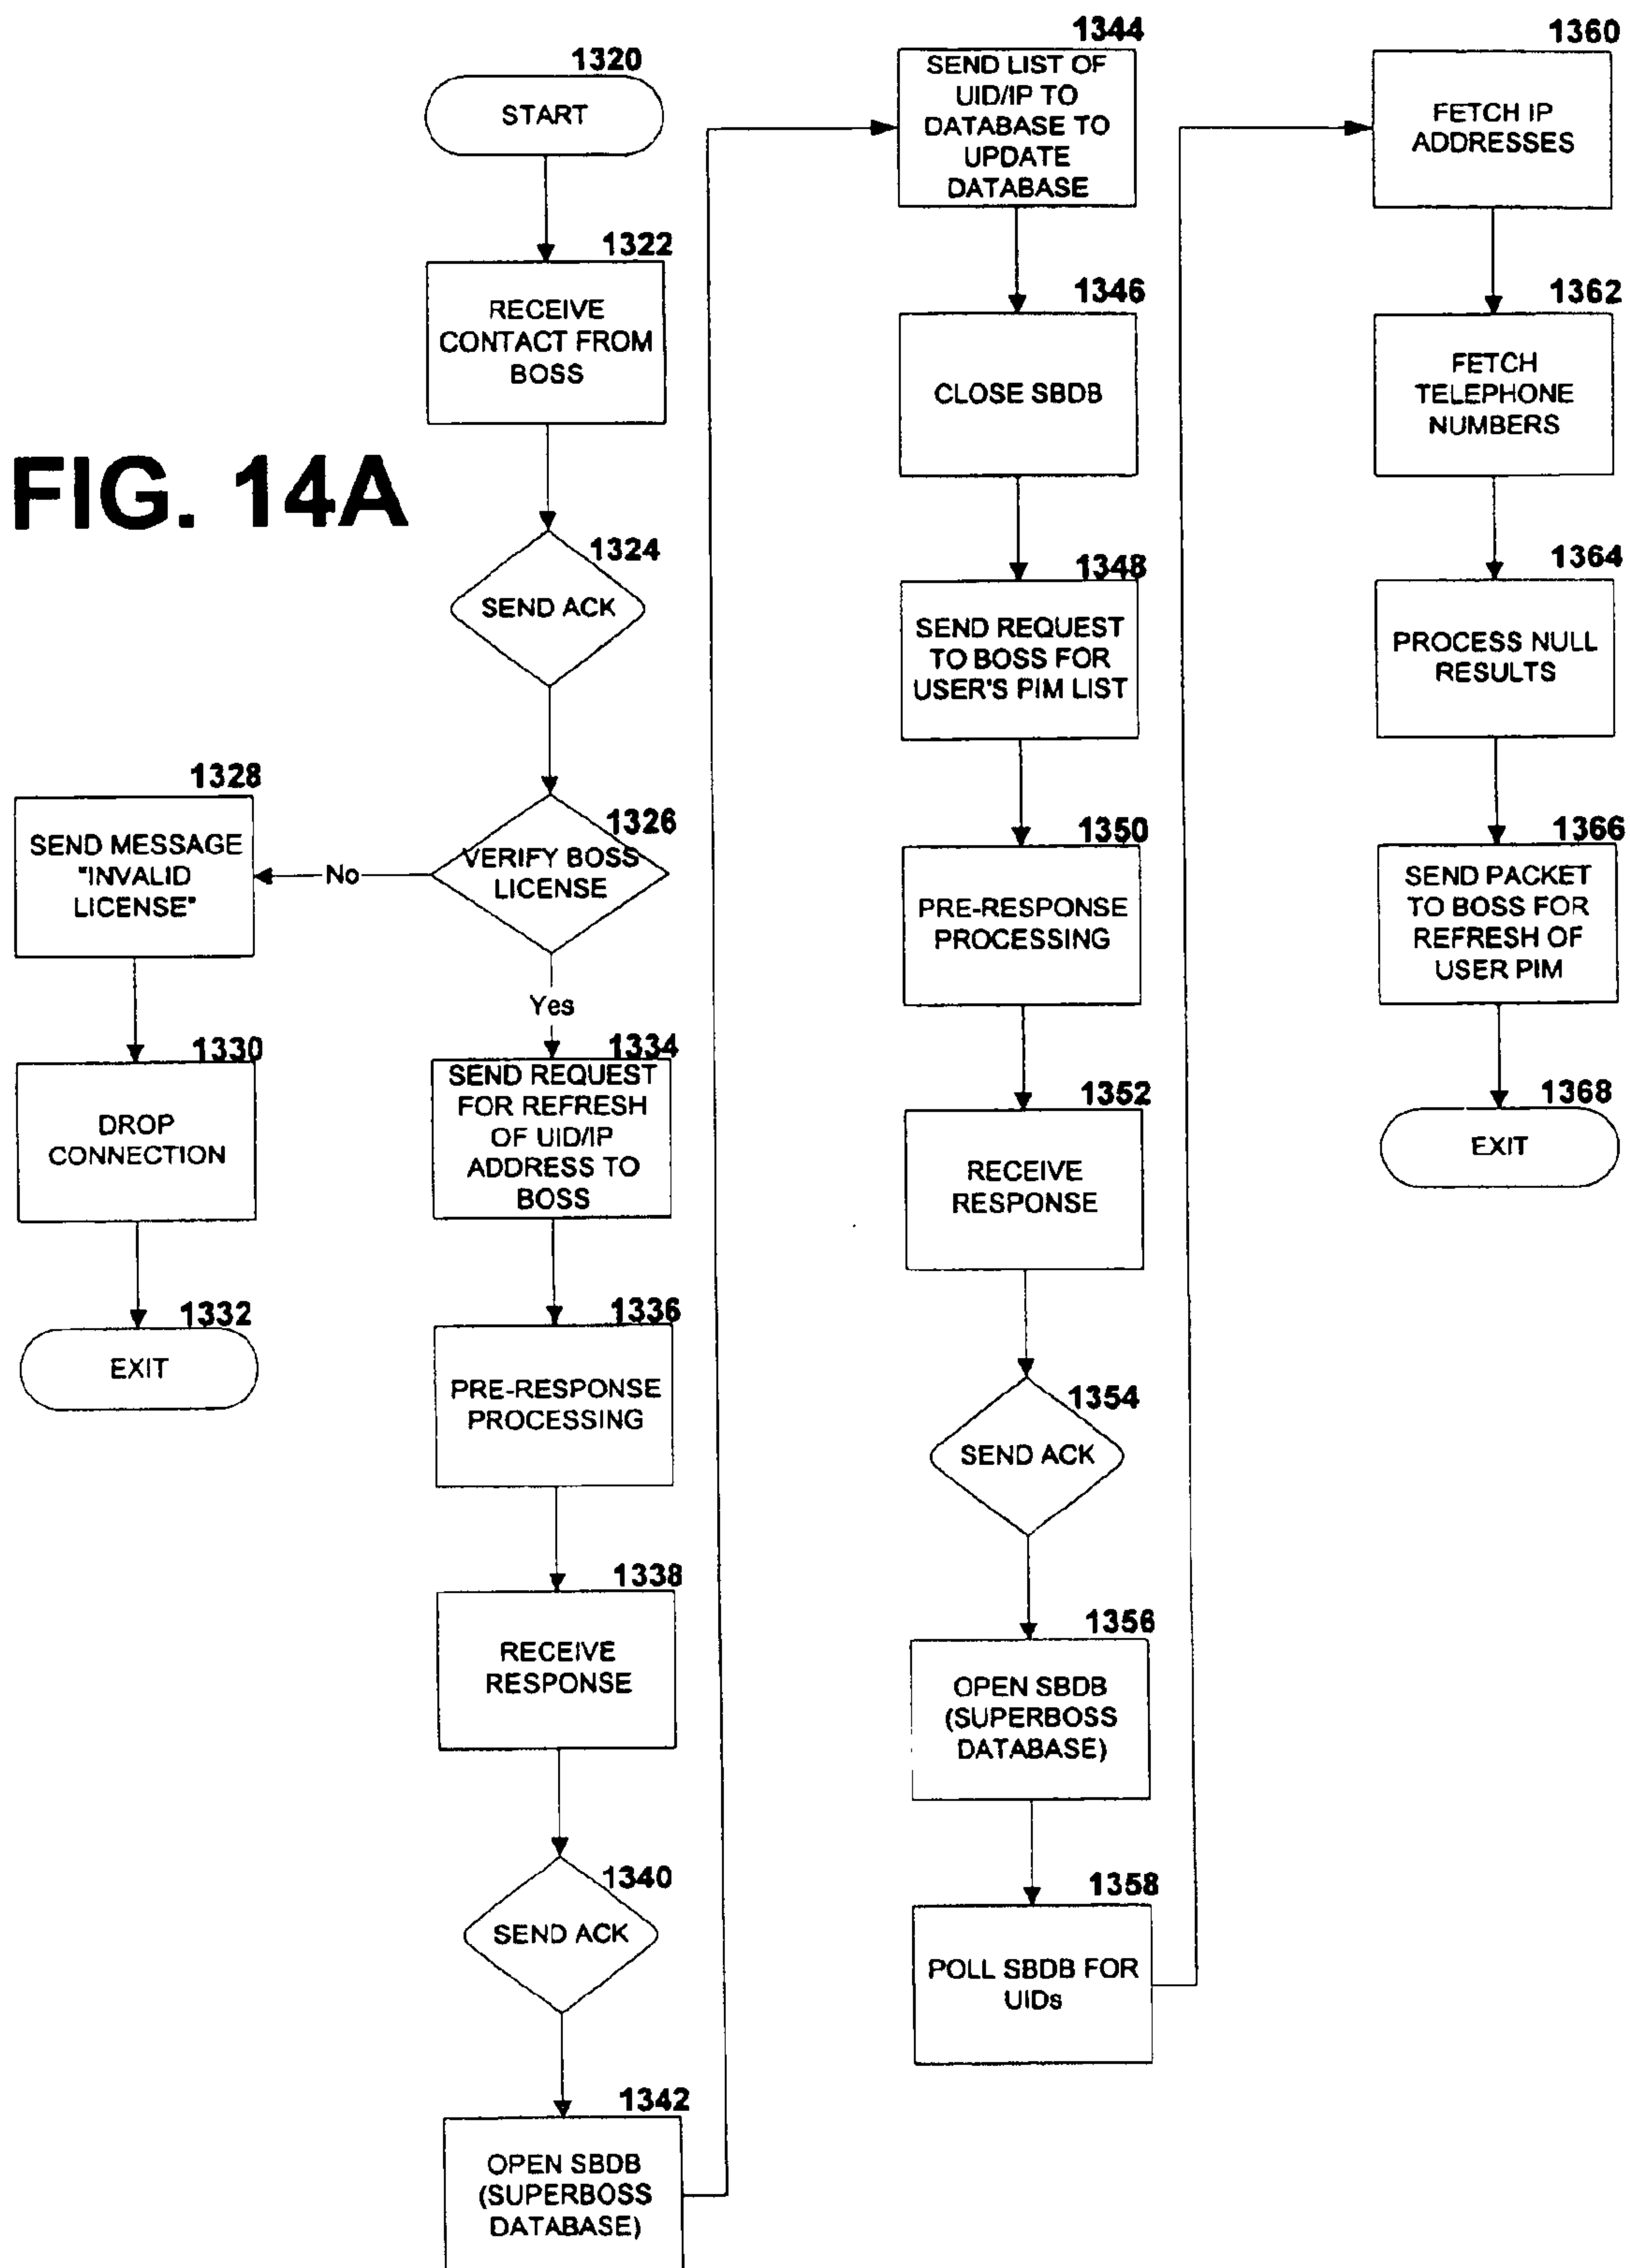 FIG. 14A
1320
START
1322
RECEIVE
CONTACT FROM
BOSS
1324
SEND ACK
1326
VERIFY BOSS
LICENSE
No
1328
SEND MESSAGE
"INVALID
LICENSE"
1330
DROP
CONNECTION
1332
EXIT
Yes
1334
SEND REQUEST
FOR REFRESH
OF UID/IP
ADDRESS TO
BOSS
1336
PRE-RESPONSE
PROCESSING
1338
RECEIVE
RESPONSE
1340
SEND ACK
1342
OPEN SBDB
(SUPERBOSS
DATABASE)
1344
SEND LIST OF
UID/IP TO
DATABASE TO
UPDATE
DATABASE
1346
CLOSE SBDB
1348
SEND REQUEST
TO BOSS FOR
USER'S PIM LIST
1350
PRE-RESPONSE
PROCESSING
1352
RECEIVE
RESPONSE
1354
SEND ACK
1356
OPEN SBDB
(SUPERBOSS
DATABASE)
1358
POLL SBDB FOR
UIDs
1360
FETCH IP
ADDRESSES
1362
FETCH
TELEPHONE
NUMBERS
1364
PROCESS NULL
RESULTS
1366
SEND PACKET
TO BOSS FOR
REFRESH OF
USER PIM
1368
EXIT